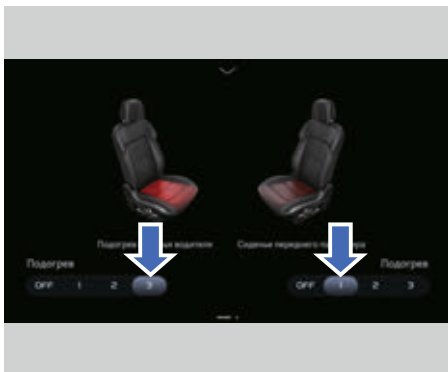 Подогрев водителя
Сиденье переднего
Подогрев
Подогрев
OFF 1 2 3
OFF 1 2 3